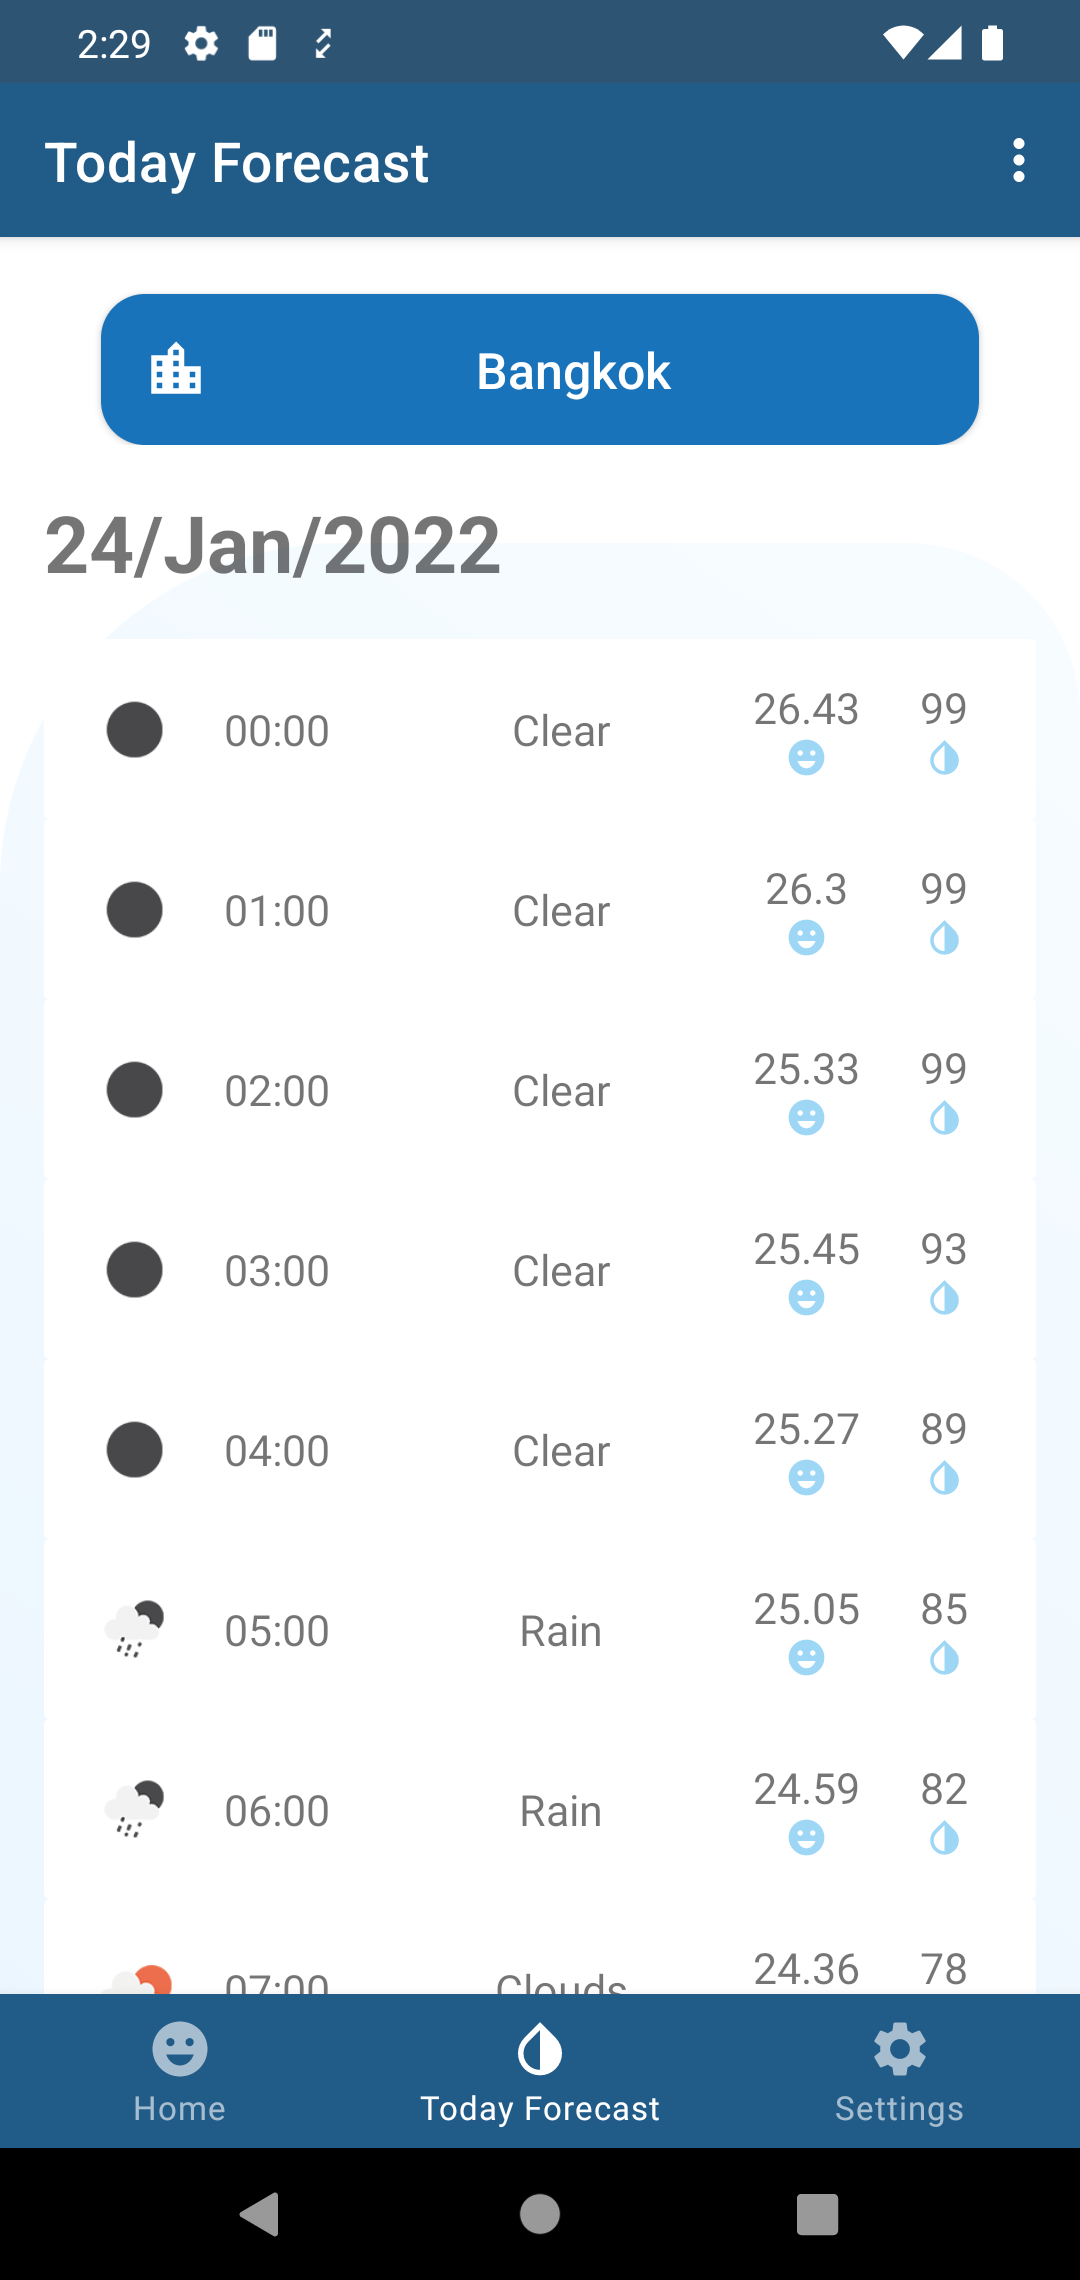 2:29
Today Forecast
Bangkok
24/Jan/2022
00:00 Clear 26.43 99
01:00 Clear 26.3 99
02:00 Clear 25.33 99
03:00 Clear 25.45 93
04:00 Clear 25.27 89
05:00 Rain 25.05 85
06:00 Rain 24.59 82
07:00 Clouds 24.36 78
Home Today Forecast Settings